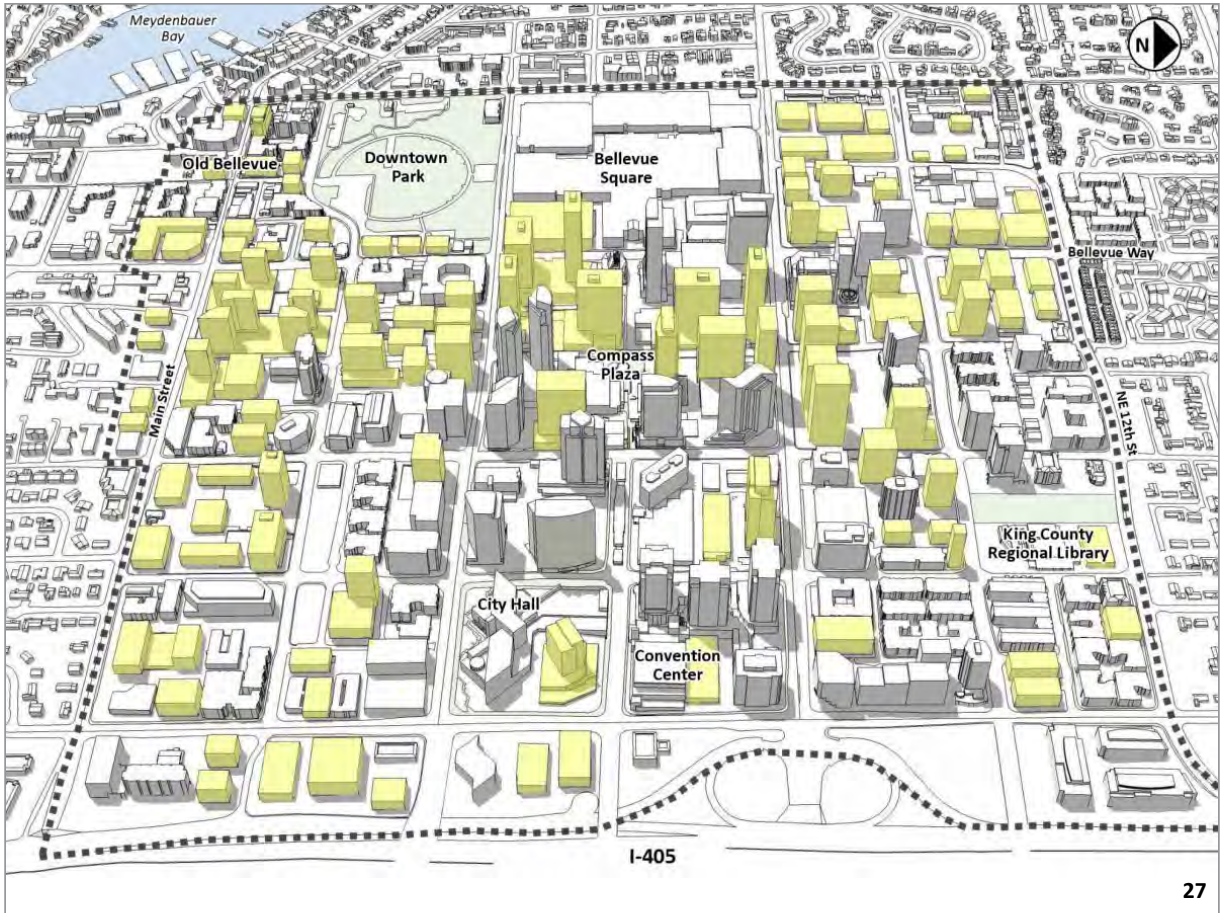 Meydenbauer
Bay
N
Old Bellevue
Downtown
Park
Bellevue
Square
Bellevue Way
Compass
Plaza
Main Street
NE 12th St
King County
Regional Library
City Hall
Convention
Center
I-405
27